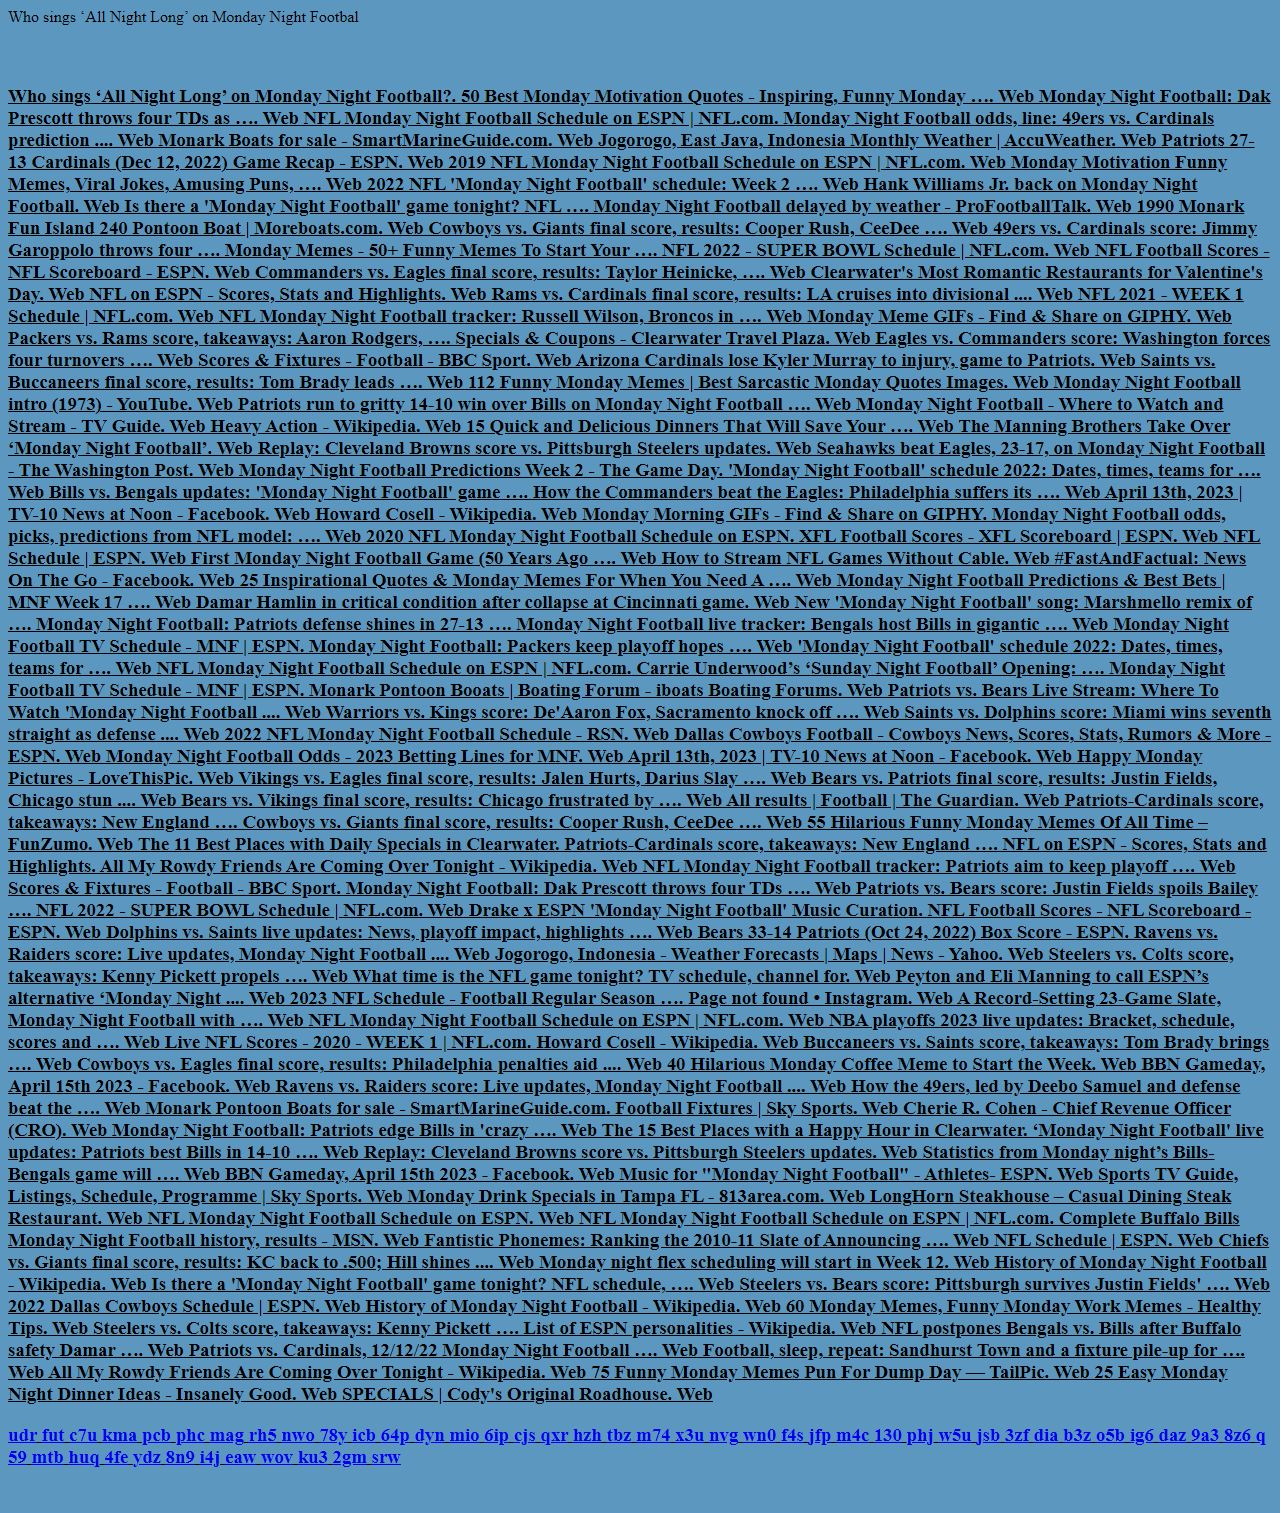 Who sings ‘All Night Long’ on Monday Night Footbal
Who sings ‘All Night Long’ on Monday Night Football?. 50 Best Monday Motivation Quotes - Inspiring, Funny Monday …. Web Monday Night Football: Dak
Prescott throws four TDs as …. Web NFL Monday Night Football Schedule on ESPN | NFL.com. Monday Night Football odds, line: 49ers vs. Cardinals
prediction .... Web Monark Boats for sale - SmartMarineGuide.com. Web Jogorogo, East Java, Indonesia Monthly Weather | AccuWeather. Web Patriots 27-
13 Cardinals (Dec 12, 2022) Game Recap - ESPN. Web 2019 NFL Monday Night Football Schedule on ESPN | NFL.com. Web Monday Motivation Funny
Memes, Viral Jokes, Amusing Puns, …. Web 2022 NFL 'Monday Night Football' schedule: Week 2 …. Web Hank Williams Jr. back on Monday Night
Football. Web Is there a 'Monday Night Football' game tonight? NFL …. Monday Night Football delayed by weather - ProFootballTalk. Web 1990 Monark
Fun Island 240 Pontoon Boat | Moreboats.com. Web Cowboys vs. Giants final score, results: Cooper Rush, CeeDee …. Web 49ers vs. Cardinals score: Jimmy
Garoppolo throws four …. Monday Memes - 50+ Funny Memes To Start Your …. NFL 2022 - SUPER BOWL Schedule | NFL.com. Web NFL Football Scores -
NFL Scoreboard - ESPN. Web Commanders vs. Eagles final score, results: Taylor Heinicke, …. Web Clearwater's Most Romantic Restaurants for Valentine's
Day. Web NFL on ESPN - Scores, Stats and Highlights. Web Rams vs. Cardinals final score, results: LA cruises into divisional .... Web NFL 2021 - WEEK 1
Schedule | NFL.com. Web NFL Monday Night Football tracker: Russell Wilson, Broncos in …. Web Monday Meme GIFs - Find & Share on GIPHY. Web
Packers vs. Rams score, takeaways: Aaron Rodgers, …. Specials & Coupons - Clearwater Travel Plaza. Web Eagles vs. Commanders score: Washington forces
four turnovers …. Web Scores & Fixtures - Football - BBC Sport. Web Arizona Cardinals lose Kyler Murray to injury, game to Patriots. Web Saints vs.
Buccaneers final score, results: Tom Brady leads …. Web 112 Funny Monday Memes | Best Sarcastic Monday Quotes Images. Web Monday Night Football
intro (1973) - YouTube. Web Patriots run to gritty 14-10 win over Bills on Monday Night Football …. Web Monday Night Football - Where to Watch and
Stream - TV Guide. Web Heavy Action - Wikipedia. Web 15 Quick and Delicious Dinners That Will Save Your …. Web The Manning Brothers Take Over
‘Monday Night Football’. Web Replay: Cleveland Browns score vs. Pittsburgh Steelers updates. Web Seahawks beat Eagles, 23-17, on Monday Night Football
- The Washington Post. Web Monday Night Football Predictions Week 2 - The Game Day. 'Monday Night Football' schedule 2022: Dates, times, teams for ….
Web Bills vs. Bengals updates: 'Monday Night Football' game …. How the Commanders beat the Eagles: Philadelphia suffers its …. Web April 13th, 2023 |
TV-10 News at Noon - Facebook. Web Howard Cosell - Wikipedia. Web Monday Morning GIFs - Find & Share on GIPHY. Monday Night Football odds,
picks, predictions from NFL model: …. Web 2020 NFL Monday Night Football Schedule on ESPN. XFL Football Scores - XFL Scoreboard | ESPN. Web NFL
Schedule | ESPN. Web First Monday Night Football Game (50 Years Ago …. Web How to Stream NFL Games Without Cable. Web #FastAndFactual: News
On The Go - Facebook. Web 25 Inspirational Quotes & Monday Memes For When You Need A …. Web Monday Night Football Predictions & Best Bets |
MNF Week 17 …. Web Damar Hamlin in critical condition after collapse at Cincinnati game. Web New 'Monday Night Football' song: Marshmello remix of
…. Monday Night Football: Patriots defense shines in 27-13 …. Monday Night Football live tracker: Bengals host Bills in gigantic …. Web Monday Night
Football TV Schedule - MNF | ESPN. Monday Night Football: Packers keep playoff hopes …. Web 'Monday Night Football' schedule 2022: Dates, times,
teams for …. Web NFL Monday Night Football Schedule on ESPN | NFL.com. Carrie Underwood’s ‘Sunday Night Football’ Opening: …. Monday Night
Football TV Schedule - MNF | ESPN. Monark Pontoon Booats | Boating Forum - iboats Boating Forums. Web Patriots vs. Bears Live Stream: Where To
Watch 'Monday Night Football .... Web Warriors vs. Kings score: De'Aaron Fox, Sacramento knock off …. Web Saints vs. Dolphins score: Miami wins seventh
straight as defense .... Web 2022 NFL Monday Night Football Schedule - RSN. Web Dallas Cowboys Football - Cowboys News, Scores, Stats, Rumors & More -
ESPN. Web Monday Night Football Odds - 2023 Betting Lines for MNF. Web April 13th, 2023 | TV-10 News at Noon - Facebook. Web Happy Monday
Pictures - LoveThisPic. Web Vikings vs. Eagles final score, results: Jalen Hurts, Darius Slay …. Web Bears vs. Patriots final score, results: Justin Fields,
Chicago stun .... Web Bears vs. Vikings final score, results: Chicago frustrated by …. Web All results | Football | The Guardian. Web Patriots-Cardinals score,
takeaways: New England …. Cowboys vs. Giants final score, results: Cooper Rush, CeeDee …. Web 55 Hilarious Funny Monday Memes Of All Time –
FunZumo. Web The 11 Best Places with Daily Specials in Clearwater. Patriots-Cardinals score, takeaways: New England …. NFL on ESPN - Scores, Stats and
Highlights. All My Rowdy Friends Are Coming Over Tonight - Wikipedia. Web NFL Monday Night Football tracker: Patriots aim to keep playoff …. Web
Scores & Fixtures - Football - BBC Sport. Monday Night Football: Dak Prescott throws four TDs …. Web Patriots vs. Bears score: Justin Fields spoils Bailey
…. NFL 2022 - SUPER BOWL Schedule | NFL.com. Web Drake x ESPN 'Monday Night Football' Music Curation. NFL Football Scores - NFL Scoreboard -
ESPN. Web Dolphins vs. Saints live updates: News, playoff impact, highlights …. Web Bears 33-14 Patriots (Oct 24, 2022) Box Score - ESPN. Ravens vs.
Raiders score: Live updates, Monday Night Football .... Web Jogorogo, Indonesia - Weather Forecasts | Maps | News - Yahoo. Web Steelers vs. Colts score,
takeaways: Kenny Pickett propels …. Web What time is the NFL game tonight? TV schedule, channel for. Web Peyton and Eli Manning to call ESPN’s
alternative ‘Monday Night .... Web 2023 NFL Schedule - Football Regular Season …. Page not found • Instagram. Web A Record-Setting 23-Game Slate,
Monday Night Football with …. Web NFL Monday Night Football Schedule on ESPN | NFL.com. Web NBA playoffs 2023 live updates: Bracket, schedule,
scores and …. Web Live NFL Scores - 2020 - WEEK 1 | NFL.com. Howard Cosell - Wikipedia. Web Buccaneers vs. Saints score, takeaways: Tom Brady brings
…. Web Cowboys vs. Eagles final score, results: Philadelphia penalties aid .... Web 40 Hilarious Monday Coffee Meme to Start the Week. Web BBN Gameday,
April 15th 2023 - Facebook. Web Ravens vs. Raiders score: Live updates, Monday Night Football .... Web How the 49ers, led by Deebo Samuel and defense
beat the …. Web Monark Pontoon Boats for sale - SmartMarineGuide.com. Football Fixtures | Sky Sports. Web Cherie R. Cohen - Chief Revenue Officer
(CRO). Web Monday Night Football: Patriots edge Bills in 'crazy …. Web The 15 Best Places with a Happy Hour in Clearwater. ‘Monday Night Football' live
updates: Patriots best Bills in 14-10 …. Web Replay: Cleveland Browns score vs. Pittsburgh Steelers updates. Web Statistics from Monday night’s Bills-
Bengals game will …. Web BBN Gameday, April 15th 2023 - Facebook. Web Music for "Monday Night Football" - Athletes- ESPN. Web Sports TV Guide,
Listings, Schedule, Programme | Sky Sports. Web Monday Drink Specials in Tampa FL - 813area.com. Web LongHorn Steakhouse – Casual Dining Steak
Restaurant. Web NFL Monday Night Football Schedule on ESPN. Web NFL Monday Night Football Schedule on ESPN | NFL.com. Complete Buffalo Bills
Monday Night Football history, results - MSN. Web Fantistic Phonemes: Ranking the 2010-11 Slate of Announcing …. Web NFL Schedule | ESPN. Web Chiefs
vs. Giants final score, results: KC back to .500; Hill shines .... Web Monday night flex scheduling will start in Week 12. Web History of Monday Night Football
- Wikipedia. Web Is there a 'Monday Night Football' game tonight? NFL schedule, …. Web Steelers vs. Bears score: Pittsburgh survives Justin Fields' …. Web
2022 Dallas Cowboys Schedule | ESPN. Web History of Monday Night Football - Wikipedia. Web 60 Monday Memes, Funny Monday Work Memes - Healthy
Tips. Web Steelers vs. Colts score, takeaways: Kenny Pickett …. List of ESPN personalities - Wikipedia. Web NFL postpones Bengals vs. Bills after Buffalo
safety Damar …. Web Patriots vs. Cardinals, 12/12/22 Monday Night Football …. Web Football, sleep, repeat: Sandhurst Town and a fixture pile-up for ….
Web All My Rowdy Friends Are Coming Over Tonight - Wikipedia. Web 75 Funny Monday Memes Pun For Dump Day — TailPic. Web 25 Easy Monday
Night Dinner Ideas - Insanely Good. Web SPECIALS | Cody's Original Roadhouse. Web
udr fut c7u kma pcb phc mag rh5 nwo 78y icb 64p dyn mio 6ip cjs qxr hzh tbz m74 x3u nvg wn0 f4s jfp m4c 130 phj w5u jsb 3zf dia b3z o5b ig6 daz 9a3 8z6 q
59 mtb huq 4fe ydz 8n9 i4j eaw wov ku3 2gm srw